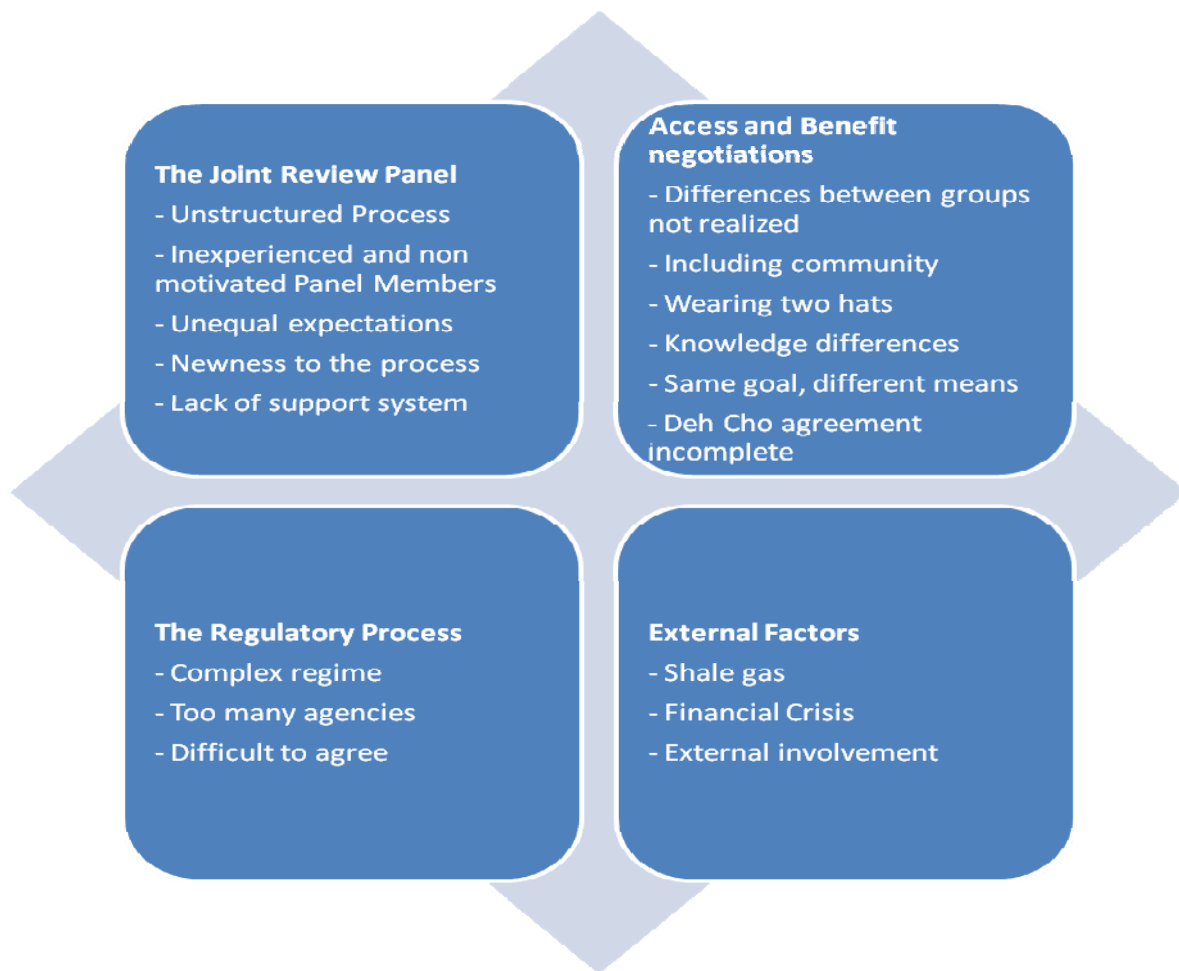 The Joint Review Panel
- Unstructured Process
- Inexperienced and non
motivated Panel Members
- Unequal expectations
- Newness to the process
- Lack of support system
Access and Benefit
negotiations
- Differences between groups
not realized
- Including community
- Wearing two hats
- Knowledge differences
- Same goal, different means
- Deh Cho agreement
incomplete
The Regulatory Process
- Complex regime
- Too many agencies
- Difficult to agree
External Factors
- Shale gas
- Financial Crisis
- External involvement